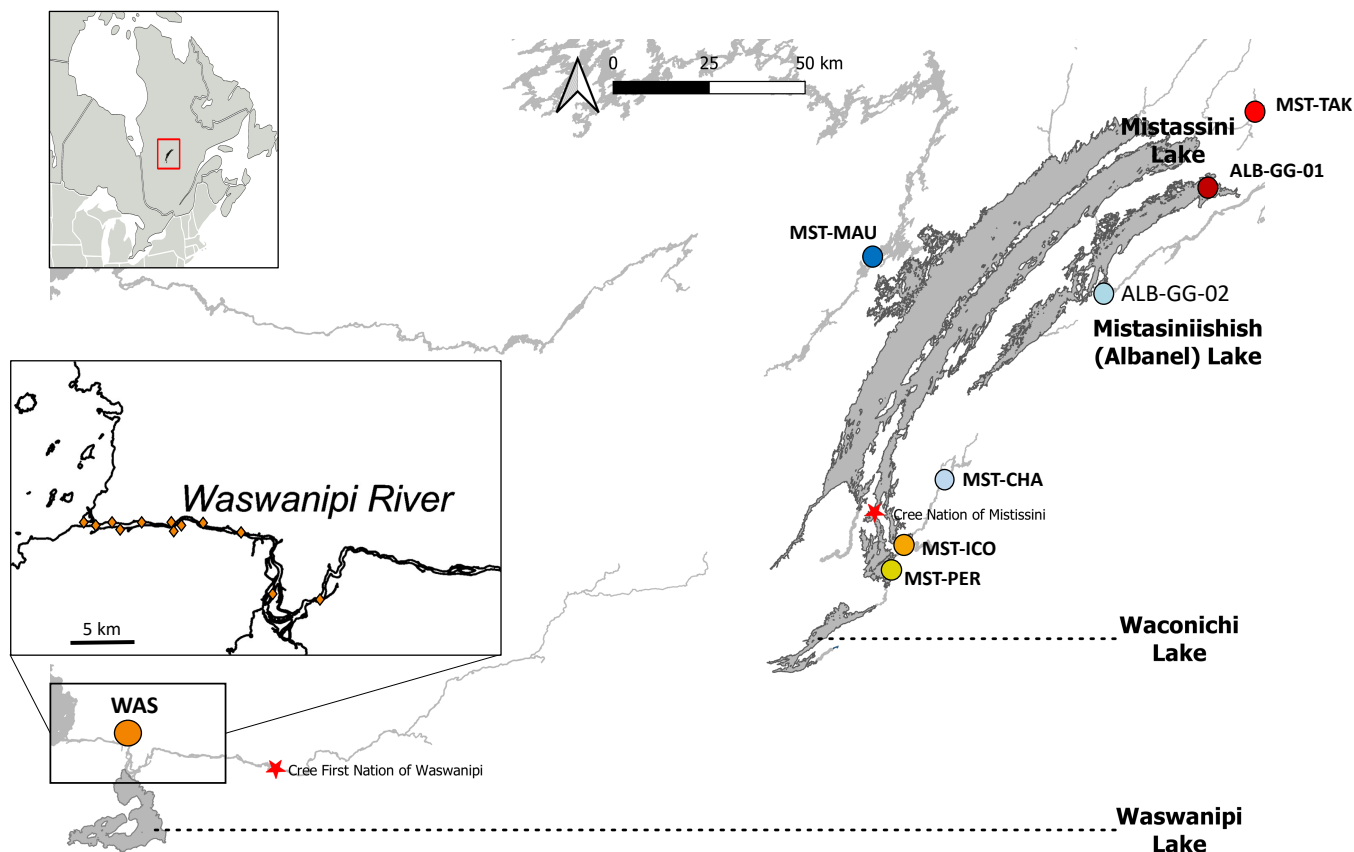 0 25 50 km
MST-TAK
Mistassini
Lake
ALB-GG-01
MST-MAU
ALB-GG-02
Mistasiniishish
(Albanel) Lake
Waswanipi River
5 km
MST-CHA
Cree Nation of Mistissini
MST-ICO
MST-PER
Waconichi
Lake
WAS
Cree First Nation of Waswanipi
Waswanipi
Lake